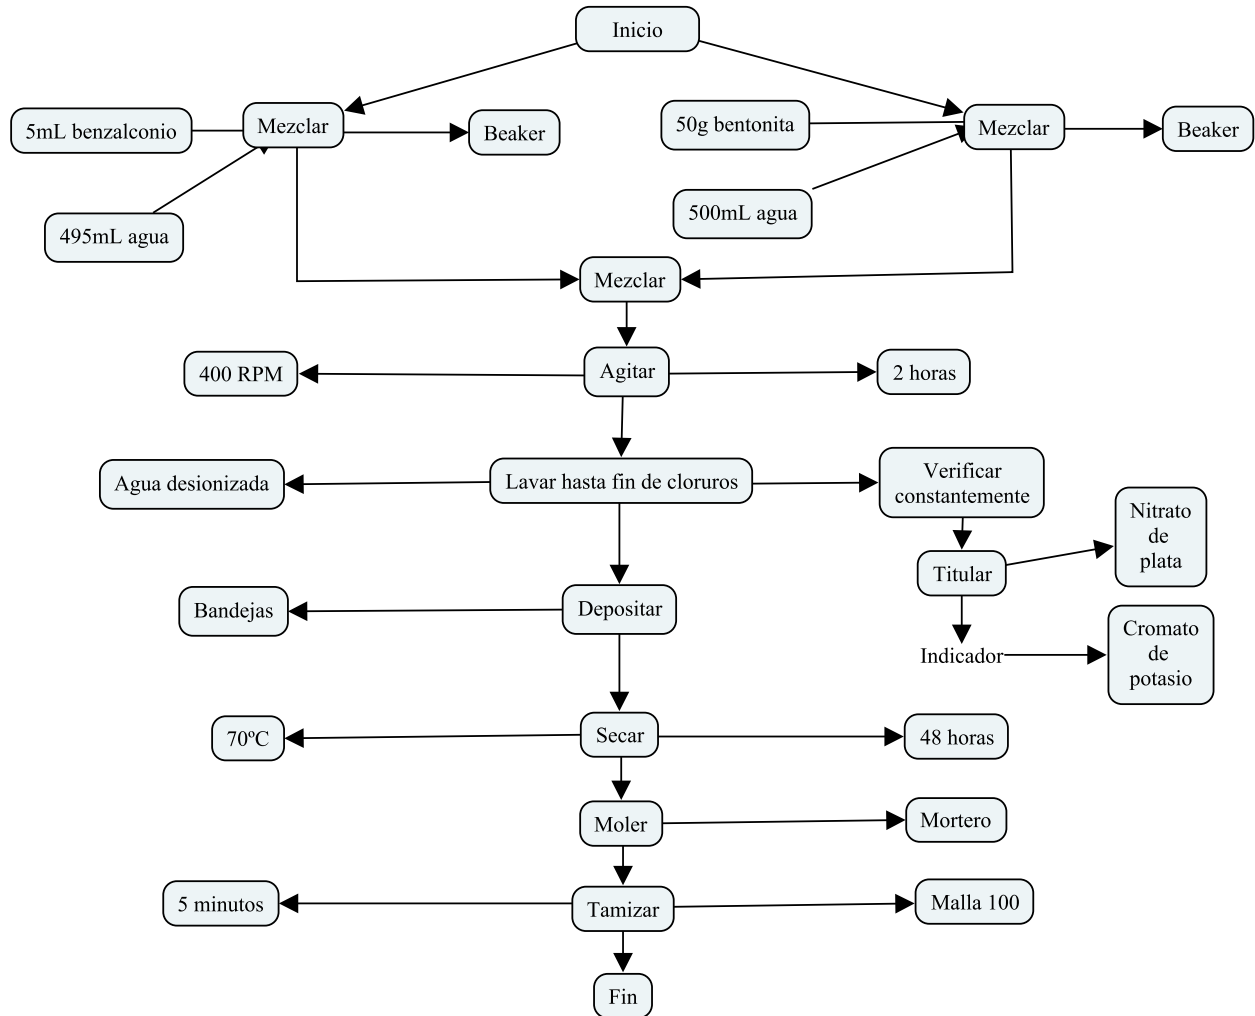 Inicio
5mL benzalconio
Mezclar
Beaker
50g bentonita
Mezclar
Beaker
495mL agua
500mL agua
Mezclar
400 RPM
Agitar
2 horas
Agua desionizada
Lavar hasta fin de cloruros
Verificar
constantemente
Nitrato
de
plata
Titular
Bandejas
Depositar
Indicador
Cromato
de
potasio
70ºC
Secar
48 horas
Moler
Mortero
5 minutos
Tamizar
Malla 100
Fin